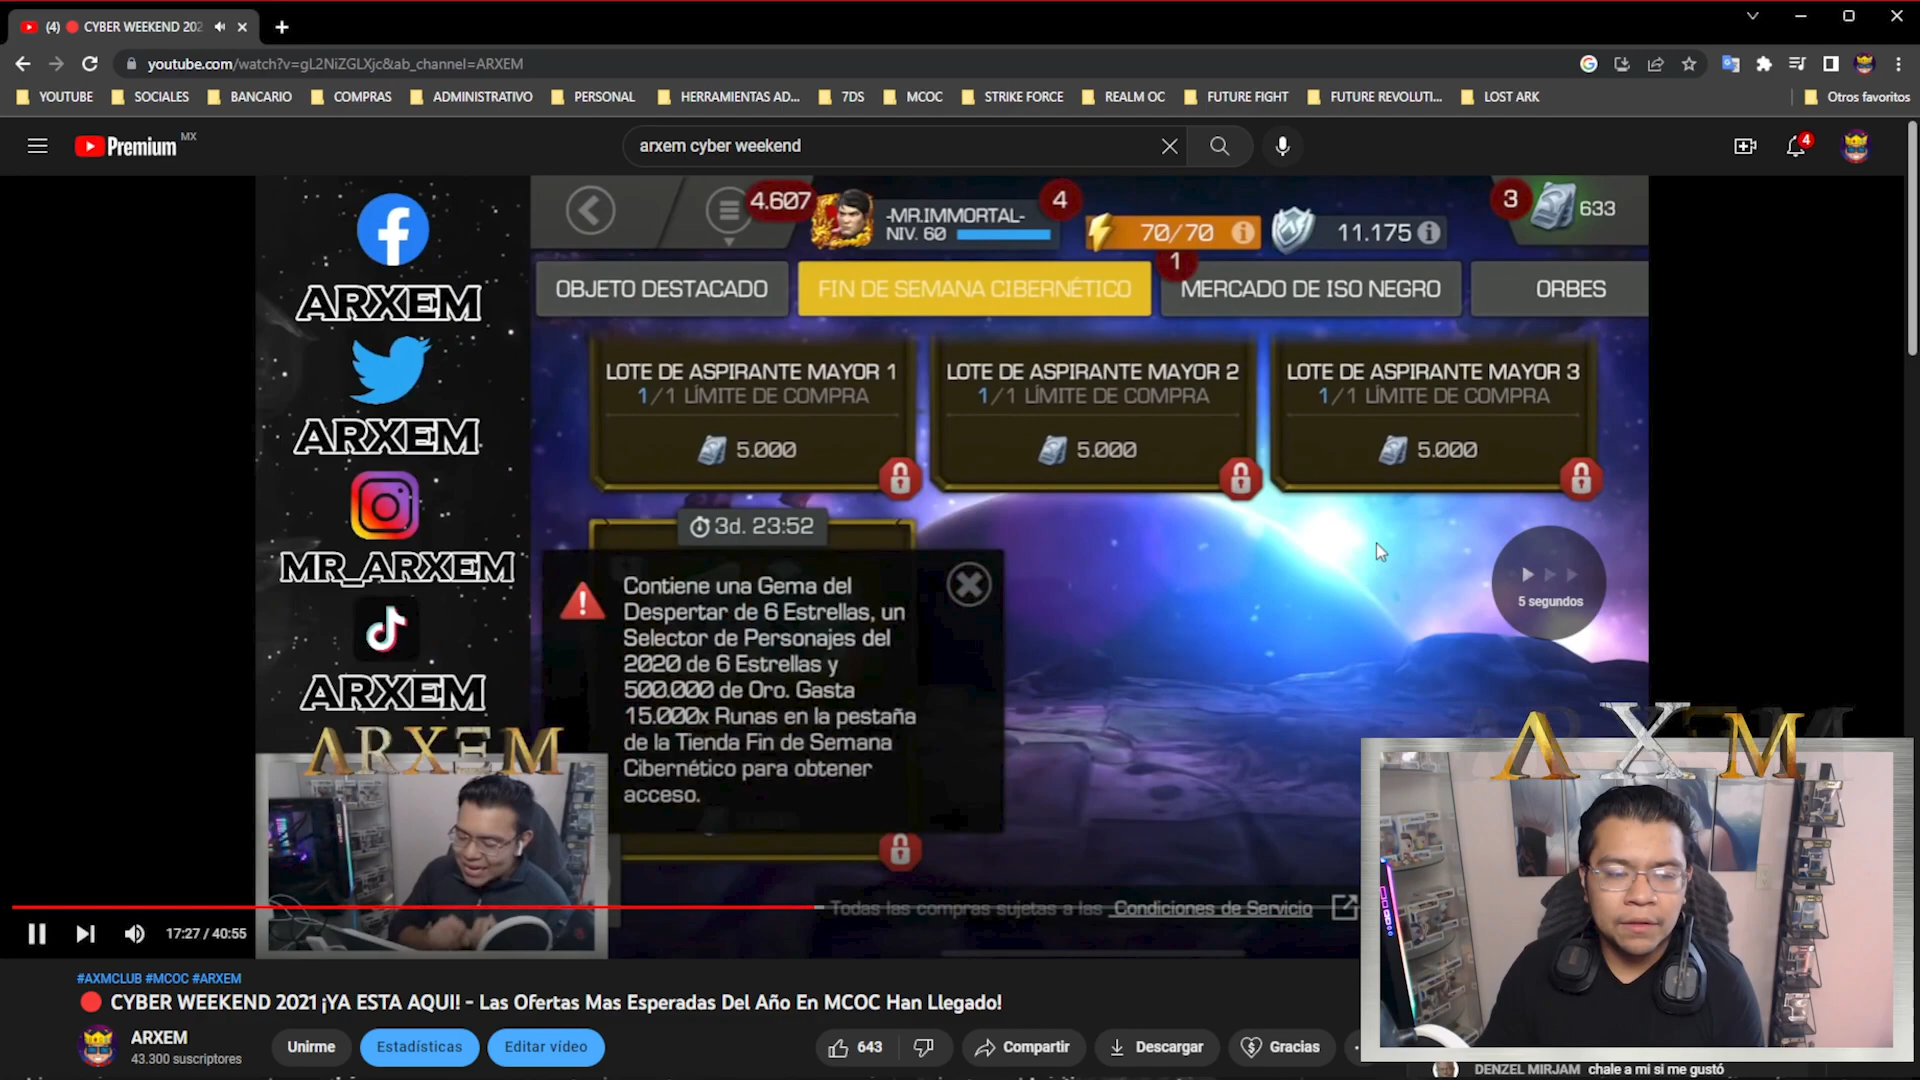 (4) 🔴 CYBER WEEKEND 202
youtube.com/watch?v=gL2NiZGLXjc&ab_channel=ARXEM
YOUTUBE SOCIALES BANCARIO COMPRAS ADMINISTRATIVO PERSONAL HERRAMIENTAS AD... 7DS MCOC STRIKE FORCE REALM OC FUTURE FIGHT FUTURE REVOLUTI... LOST ARK Otros favoritos
Premium MX
arxem cyber weekend
4
4.607
-MR.IMMORTAL-
NIV. 60
4
70/70
11.175
3
633
OBJETO DESTACADO
FIN DE SEMANA CIBERNÉTICO
1
MERCADO DE ISO NEGRO
ORBES
LOTE DE ASPIRANTE MAYOR 1
1/1 LÍMITE DE COMPRA
5.000
LOTE DE ASPIRANTE MAYOR 2
1/1 LÍMITE DE COMPRA
5.000
LOTE DE ASPIRANTE MAYOR 3
1/1 LÍMITE DE COMPRA
5.000
3d. 23:52
Contiene una Gema del
Despertar de 6 Estrellas, un
Selector de Personajes del
2020 de 6 Estrellas y
500.000 de Oro. Gasta
15.000x Runas en la pestaña
de la Tienda Fin de Semana
Cibernético para obtener
acceso.
5 segundos
Todas las compras sujetas a las Condiciones de Servicio
ARXEM
ARXEM
MR_ARXEM
ARXEM
ARXEM
ARXEM
17:27 / 40:55
#AXMCLUB #MCOC #ARXEM
🔴 CYBER WEEKEND 2021 ¡YA ESTA AQUI! - Las Ofertas Mas Esperadas Del Año En MCOC Han Llegado!
ARXEM
43.300 suscriptores
Unirme
Estadísticas
Editar vídeo
643
Compartir
Descargar
Gracias
AXM
DENZEL MIRJAM chale a mi si me gustó